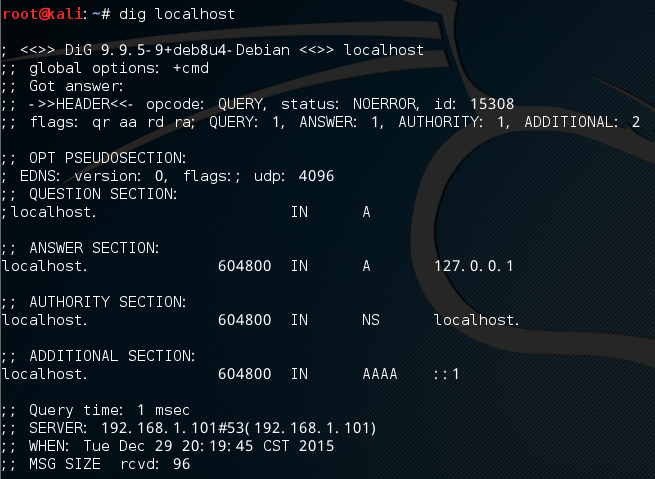 root@kali:~# dig localhost
; <<>> DiG 9.9.5-9+deb8u4-Debian <<>> localhost
;; global options: +cmd
;; Got answer:
;; ->>HEADER<<- opcode: QUERY, status: NOERROR, id: 15308
;; flags: qr aa rd ra; QUERY: 1, ANSWER: 1, AUTHORITY: 1, ADDITIONAL: 2
;; OPT PSEUDOSECTION:
; EDNS: version: 0, flags:; udp: 4096
;; QUESTION SECTION:
;localhost. IN A
;; ANSWER SECTION:
localhost. 604800 IN A 127.0.0.1
;; AUTHORITY SECTION:
localhost. 604800 IN NS localhost.
;; ADDITIONAL SECTION:
localhost. 604800 IN AAAA ::1
;; Query time: 1 msec
;; SERVER: 192.168.1.101#53(192.168.1.101)
;; WHEN: Tue Dec 29 20:19:45 CST 2015
;; MSG SIZE rcvd: 96